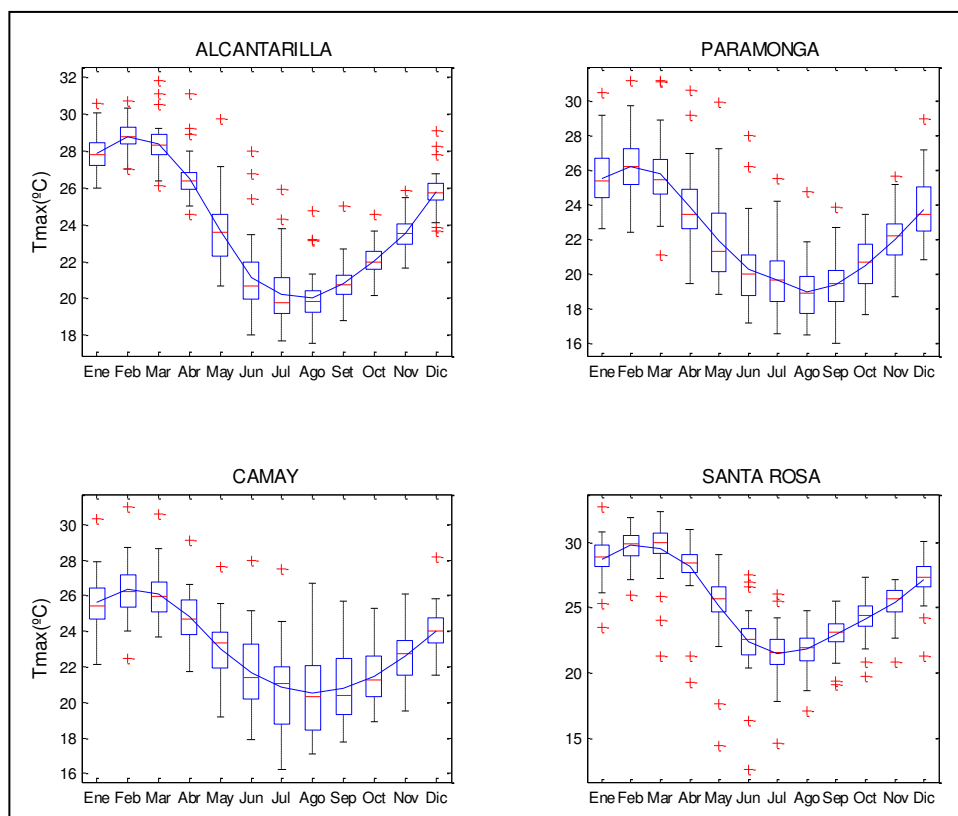 ALCANTARILLA
Tmax(ºC)
32
30
28
26
24
22
20
18
Ene Feb Mar Abr May Jun Jul Ago Set Oct Nov Dic
PARAMONGA
30
28
26
24
22
20
18
16
Ene Feb Mar Abr May Jun Jul Ago Sep Oct Nov Dic
CAMAY
Tmax(ºC)
30
28
26
24
22
20
18
16
Ene Feb Mar Abr May Jun Jul Ago Sep Oct Nov Dic
SANTA ROSA
30
25
20
15
Ene Feb Mar Abr May Jun Jul Ago Sep Oct Nov Dic